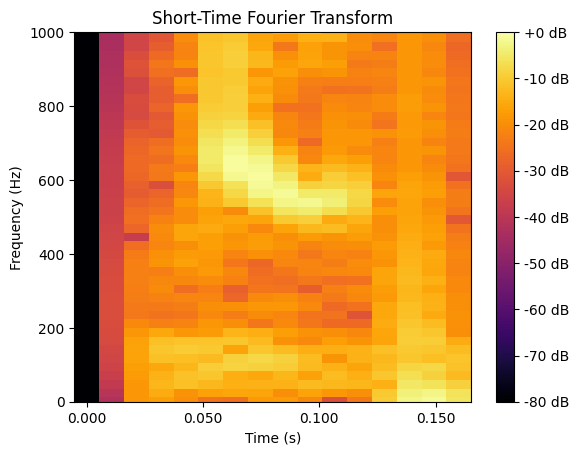 Short-Time Fourier Transform
Frequency (Hz)
1000
800
600
400
200
0
0.000
0.050
0.100
0.150
Time (s)
+0 dB
-10 dB
-20 dB
-30 dB
-40 dB
-50 dB
-60 dB
-70 dB
-80 dB